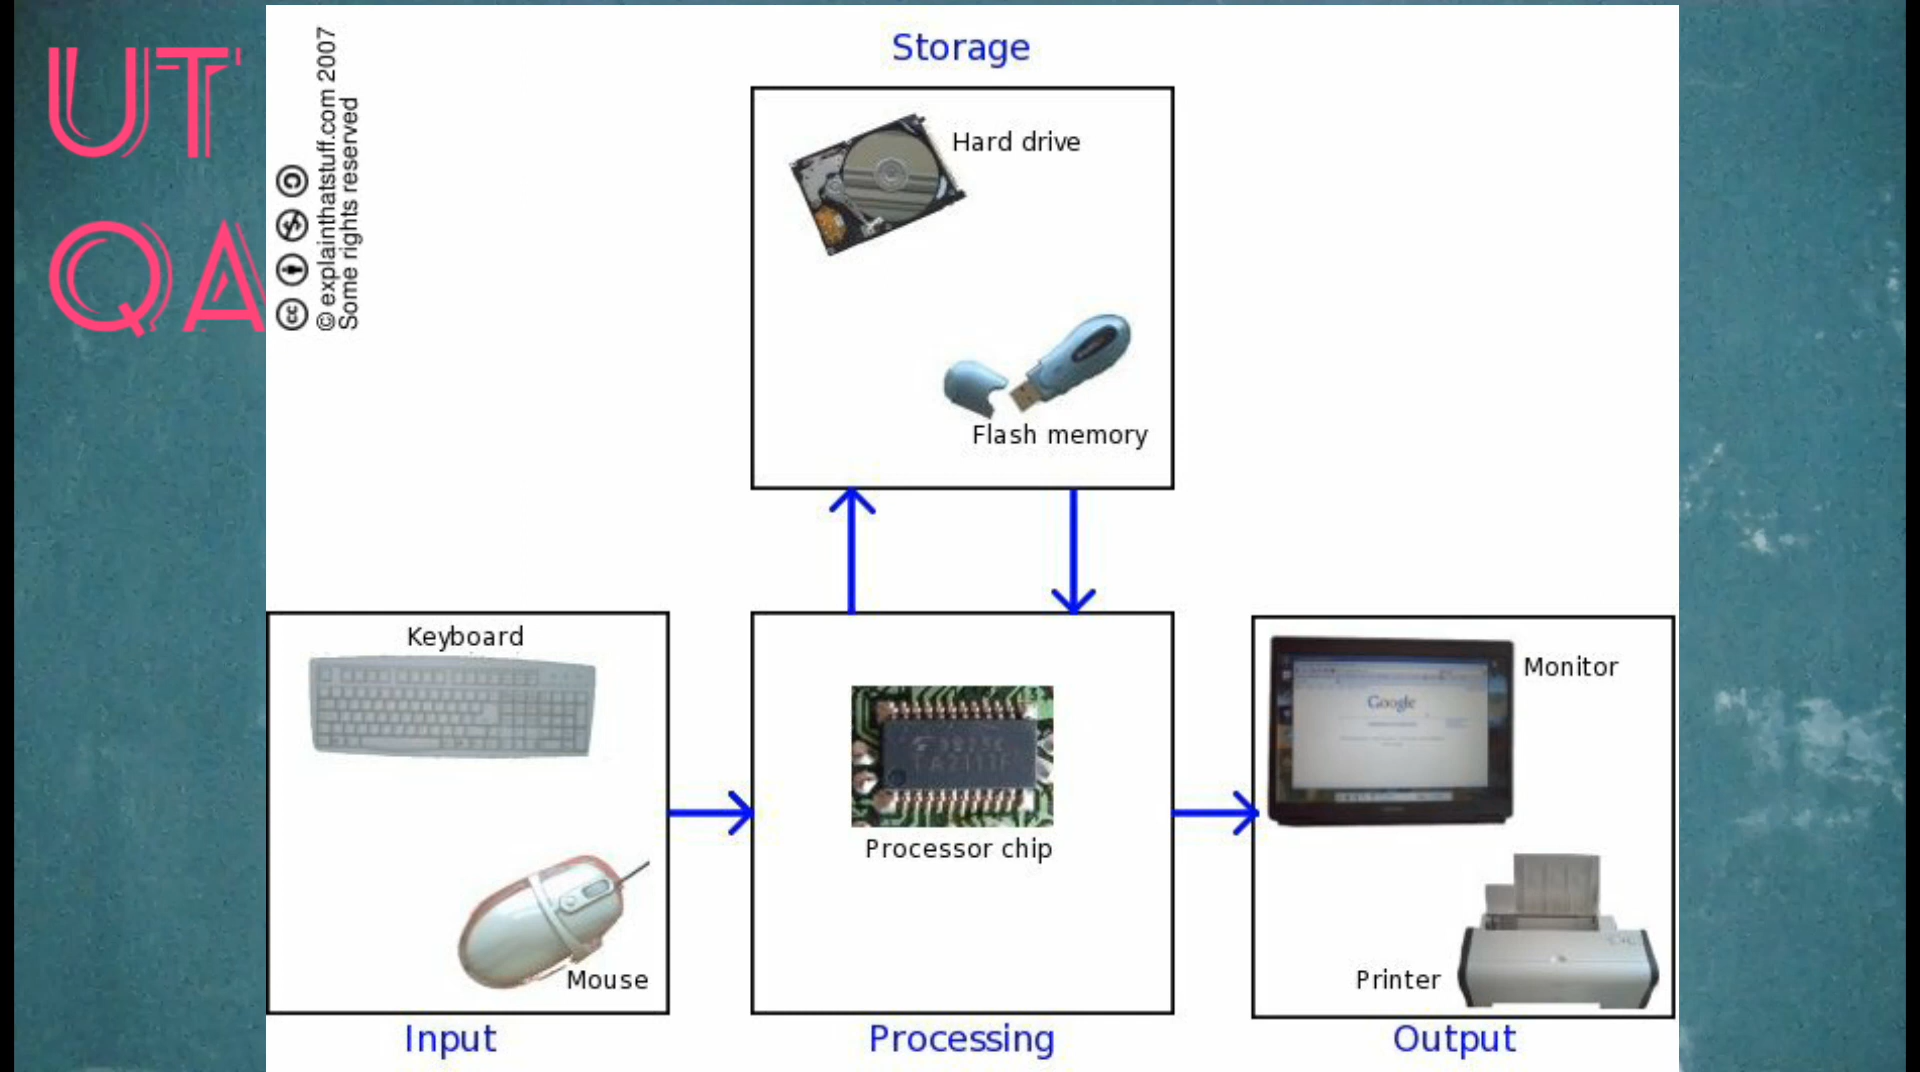 UT
QA
© explainthatstuff.com 2007
Some rights reserved
Storage
Hard drive
Flash memory
Keyboard
Mouse
Input
Processor chip
Processing
Google
Monitor
Printer
Output